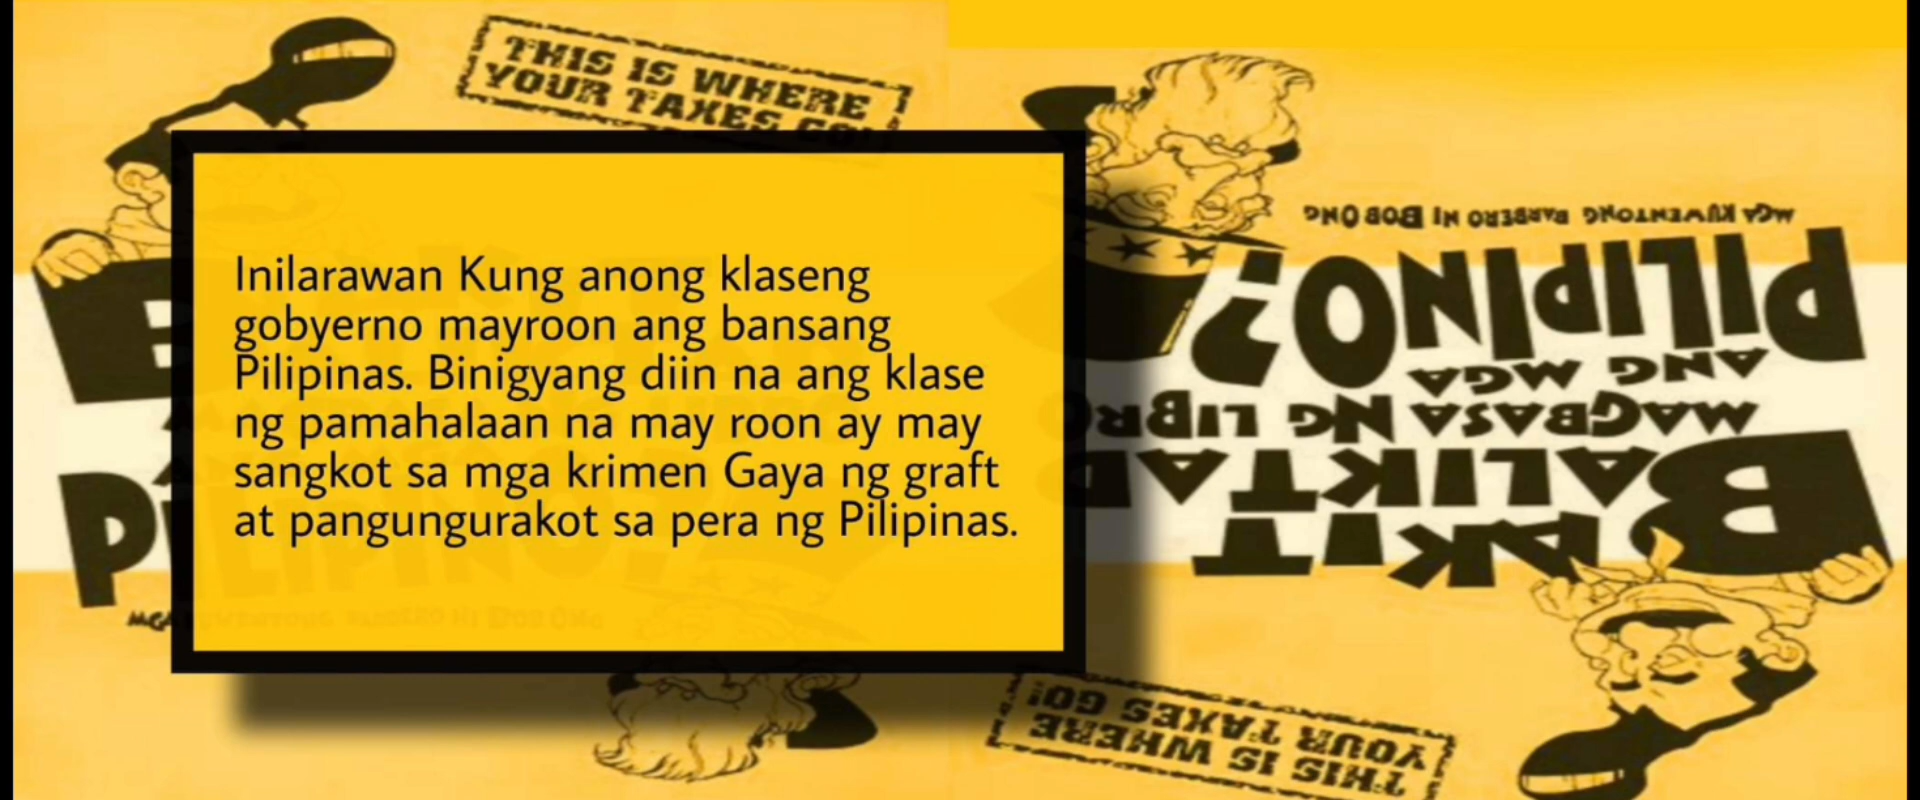 THIS IS WHERE
YOUR TAXES GO!
Inilarawan Kung anong klaseng
gobyerno mayroon ang bansang
Pilipinas. Binigyang diin na ang klase
ng pamahalaan na may roon ay may
sangkot sa mga krimen Gaya ng graft
at pangungurakot sa pera ng Pilipinas.
MGA KUWENTONG BARBERO NI BOB ONG
PILIPINO?
ANG MGA
MAGBASA NG LIBRO
BALIKTAD
BAKIT
THIS IS WHERE
YOUR TAXES GO!